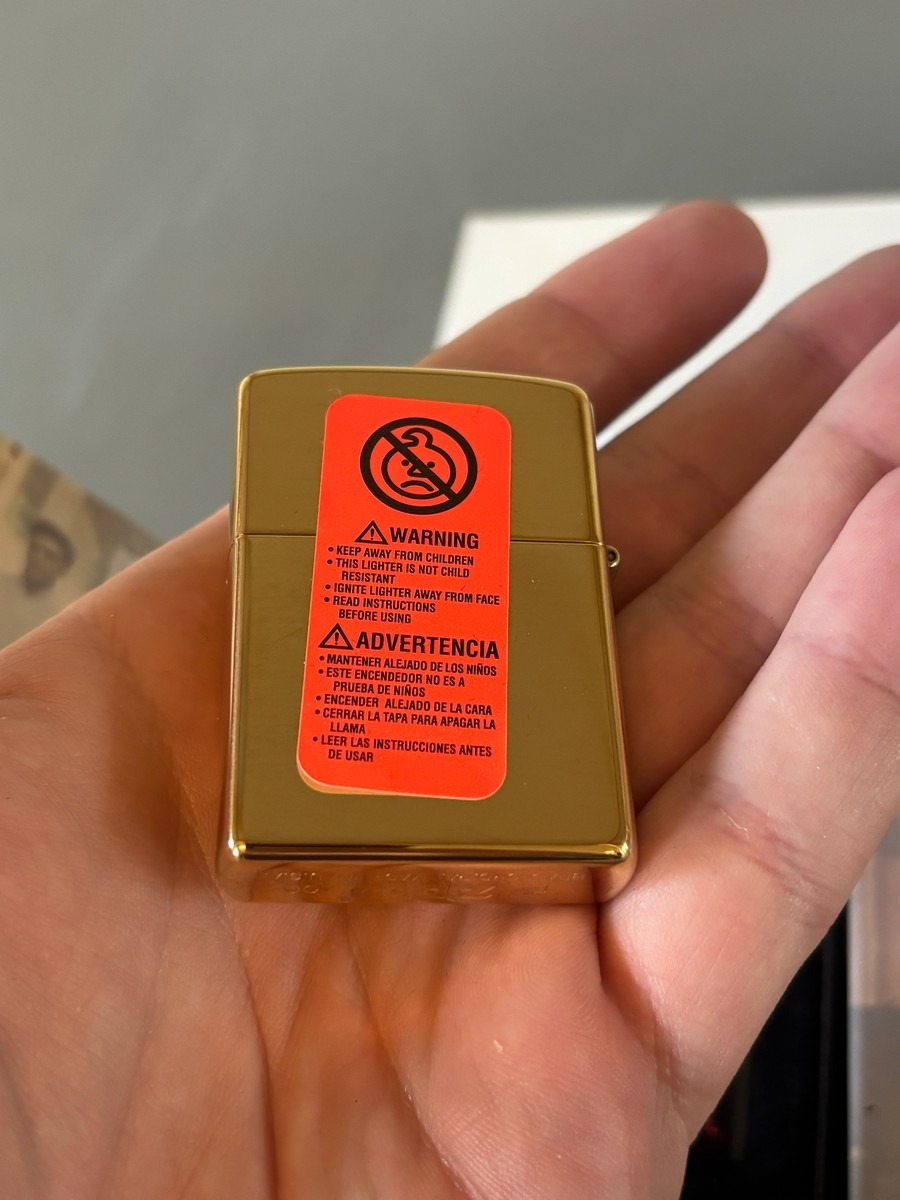 WARNING
• KEEP AWAY FROM CHILDREN
• THIS LIGHTER IS NOT CHILD
RESISTANT
• IGNITE LIGHTER AWAY FROM FACE
• READ INSTRUCTIONS
BEFORE USING
ADVERTENCIA
• MANTENER ALEJADO DE LOS NIÑOS
• ESTE ENCENDEDOR NO ES A
PRUEBA DE NIÑOS
• ENCENDER ALEJADO DE LA CARA
• CERRAR LA TAPA PARA APAGAR LA
LLAMA
• LEER LAS INSTRUCCIONES ANTES
DE USAR